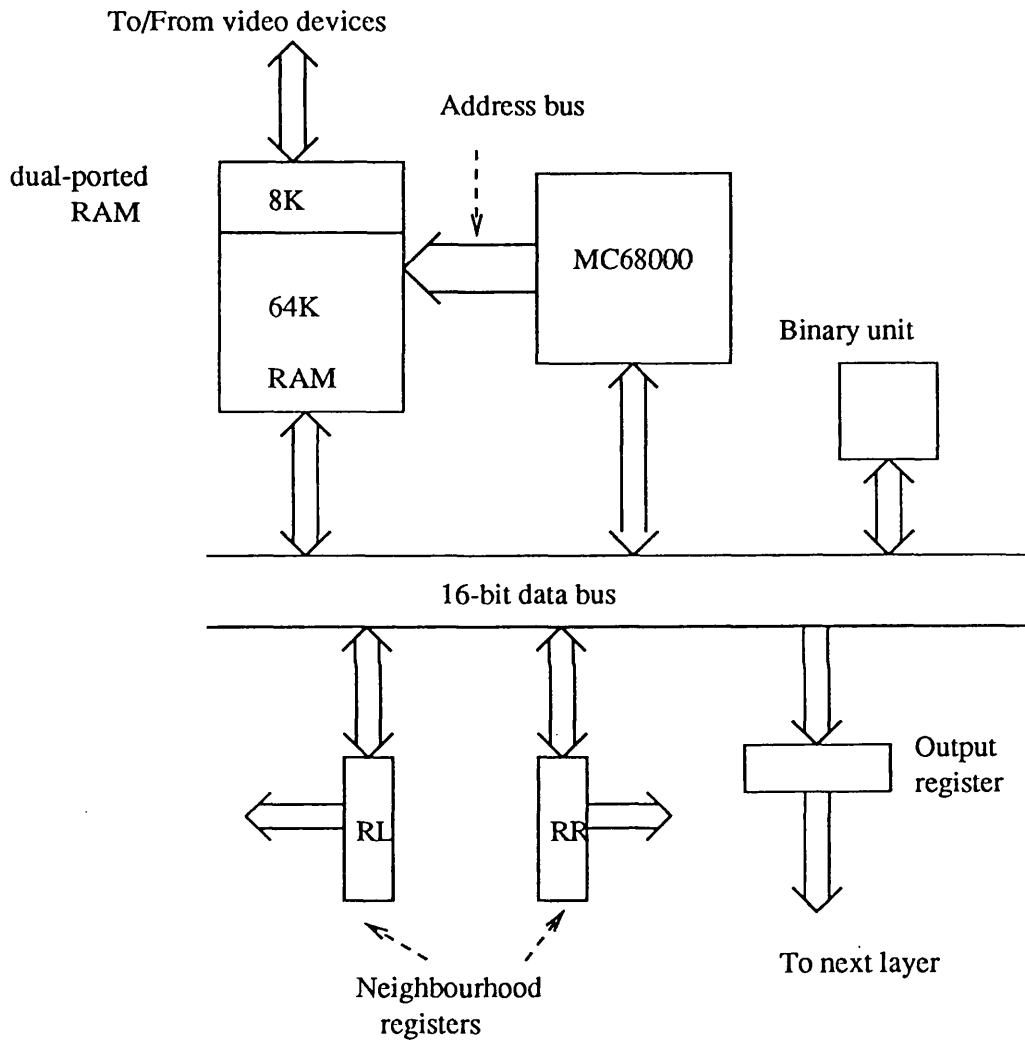 To/From video devices
Address bus
dual-ported
RAM
8K
MC68000
64K
RAM
Binary unit
16-bit data bus
Output
register
RL
RR
Neighbourhood
registers
To next layer